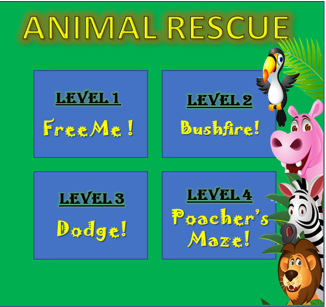 ANIMAL RESCUE
LEVEL 1
FreeMe !
LEVEL 2
Bushfire!
LEVEL 3
Dodge!
LEVEL 4
Poacher's
Maze!